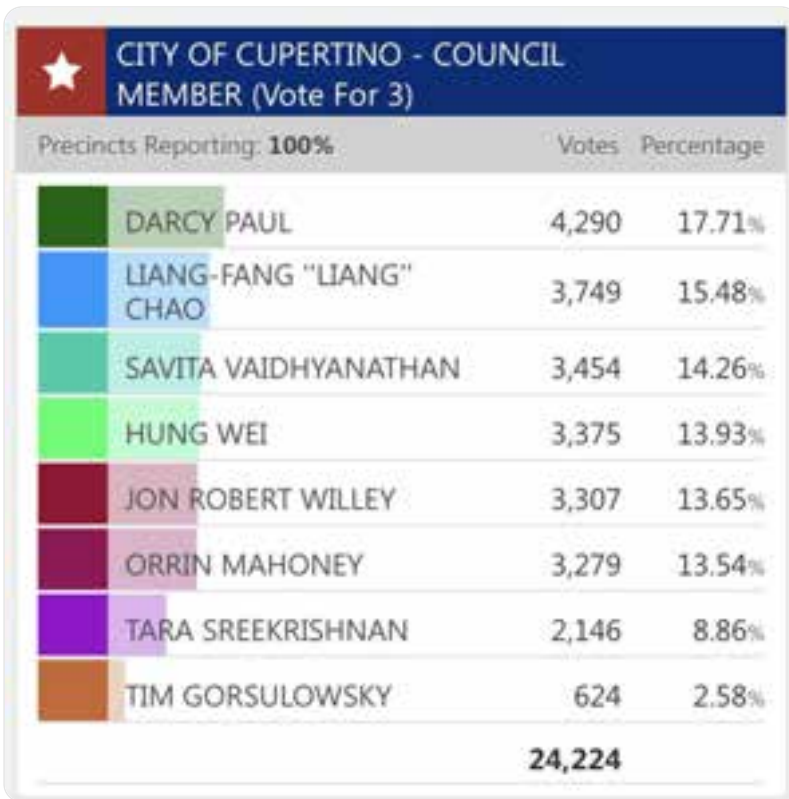 CITY OF CUPERTINO - COUNCIL
MEMBER (Vote For 3)
Precincts Reporting: 100% Votes Percentage
DARCY PAUL 4,290 17.71%
LIANG-FANG "LIANG"
CHAO 3,749 15.48%
SAVITA VAIDHYANATHAN 3,454 14.26%
HUNG WEI 3,375 13.93%
JON ROBERT WILLEY 3,307 13.65%
ORRIN MAHONEY 3,279 13.54%
TARA SREEKRISHNAN 2,146 8.86%
TIM GORSULOWSKY 624 2.58%
24,224